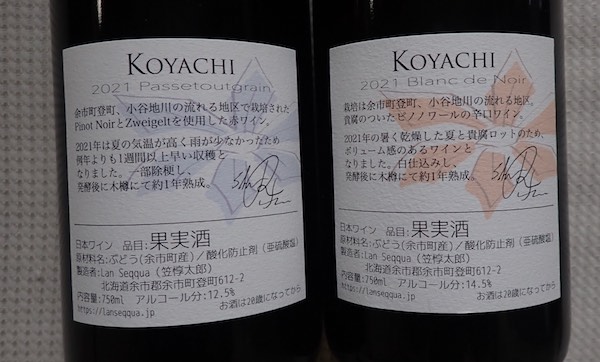 KOYACHI
2021 Passetoutgrain
余市町登町、小谷地川の流れる地区で栽培された
Pinot NoirとZweigeltを使用した赤ワイン。
2021年は夏の気温が高く雨が少なかったため
例年よりも1週間以上早い収穫と
なりました。一部除梗し、
発酵後に木樽にて約1年熟成。
日本ワイン 品目:果実酒
原材料名:ぶどう(余市町産)/酸化防止剤(亜硫酸塩)
製造者:Lan Seqqua(笠惇太郎)
北海道余市郡余市町登町612-2
内容量:750ml アルコール分:12.5%
https://lanseqqua.jp お酒は20歳になってから
KOYACHI
2021 Blanc de Noir
栽培は余市町登町、小谷地川の流れる地区。
貴腐のついたピノノワールの辛口ワイン。
2021年の暑く乾燥した夏と貴腐ロットのため、
ボリューム感のあるワインと
なりました。白仕込みし、
発酵後に木樽にて約1年熟成。
日本ワイン 品目:果実酒
原材料名:ぶどう(余市町産)/酸化防止剤(亜硫酸塩)
製造者:Lan Seqqua(笠惇太郎)
北海道余市郡余市町登町612-2
内容量:750ml アルコール分:14.5%
https://lanseqqua.jp お酒は20歳になってから